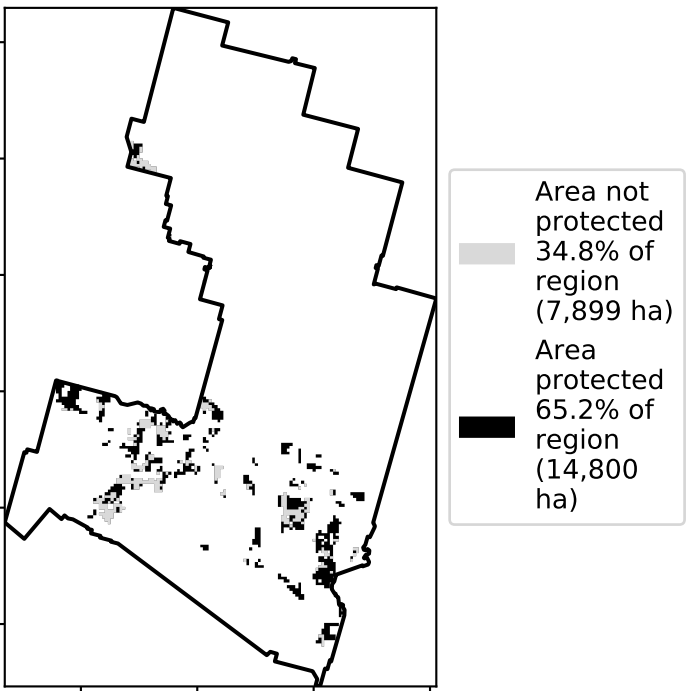 Area not
protected
34.8% of
region
(7,899 ha)
Area
protected
65.2% of
region
(14,800
ha)